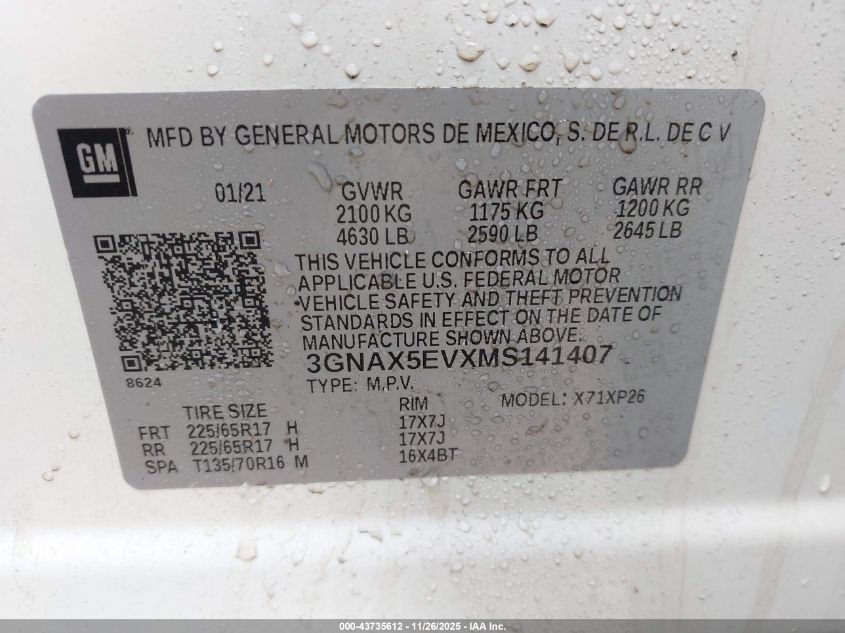 GM
MFD BY GENERAL MOTORS DE MEXICO, S. DE R.L. DE C V
01/21 GVWR GAWR FRT GAWR RR
2100 KG 1175 KG 1200 KG
4630 LB 2590 LB 2645 LB
THIS VEHICLE CONFORMS TO ALL
APPLICABLE U.S. FEDERAL MOTOR
VEHICLE SAFETY AND THEFT PREVENTION
STANDARDS IN EFFECT ON THE DATE OF
MANUFACTURE SHOWN ABOVE.
3GNAX5EVXMS141407
8624
TYPE: M.P.V. MODEL: X71XP26
TIRE SIZE RIM
FRT 225/65R17 H 17X7J
RR 225/65R17 H 17X7J
SPA T135/70R16 M 16X4BT
000-43735612 - 11/26/2025 - IAA Inc.